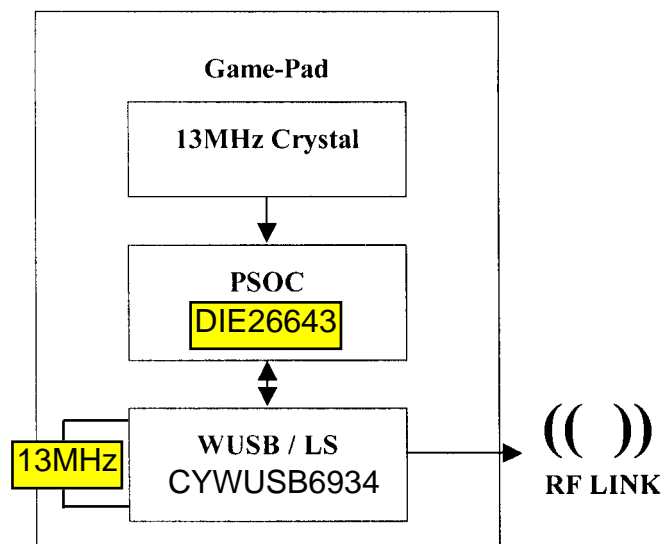 Game-Pad
13MHz Crystal
PSOC
DIE26643
WUSB / LS
CYWUSB6934
13MHz
(( ))
RF LINK